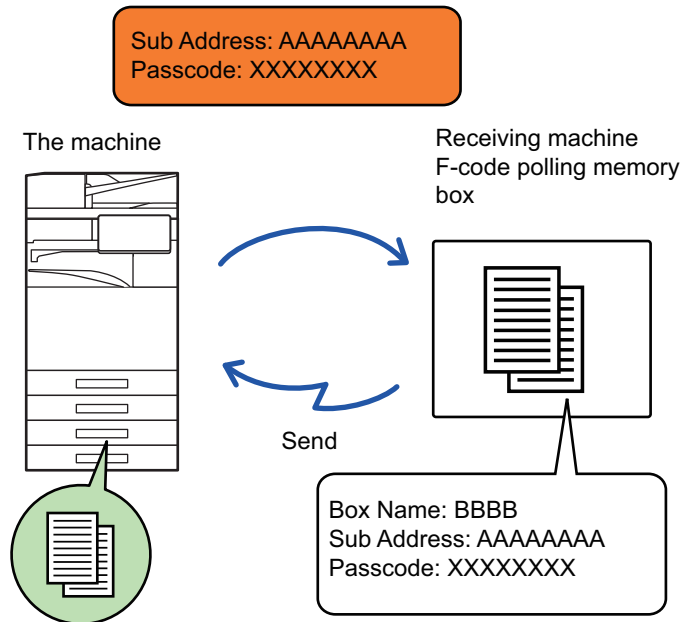 Sub Address: AAAAAAAA
Passcode: XXXXXXXX
The machine
Receiving machine
F-code polling memory
box
Send
Box Name: BBBB
Sub Address: AAAAAAAA
Passcode: XXXXXXXX